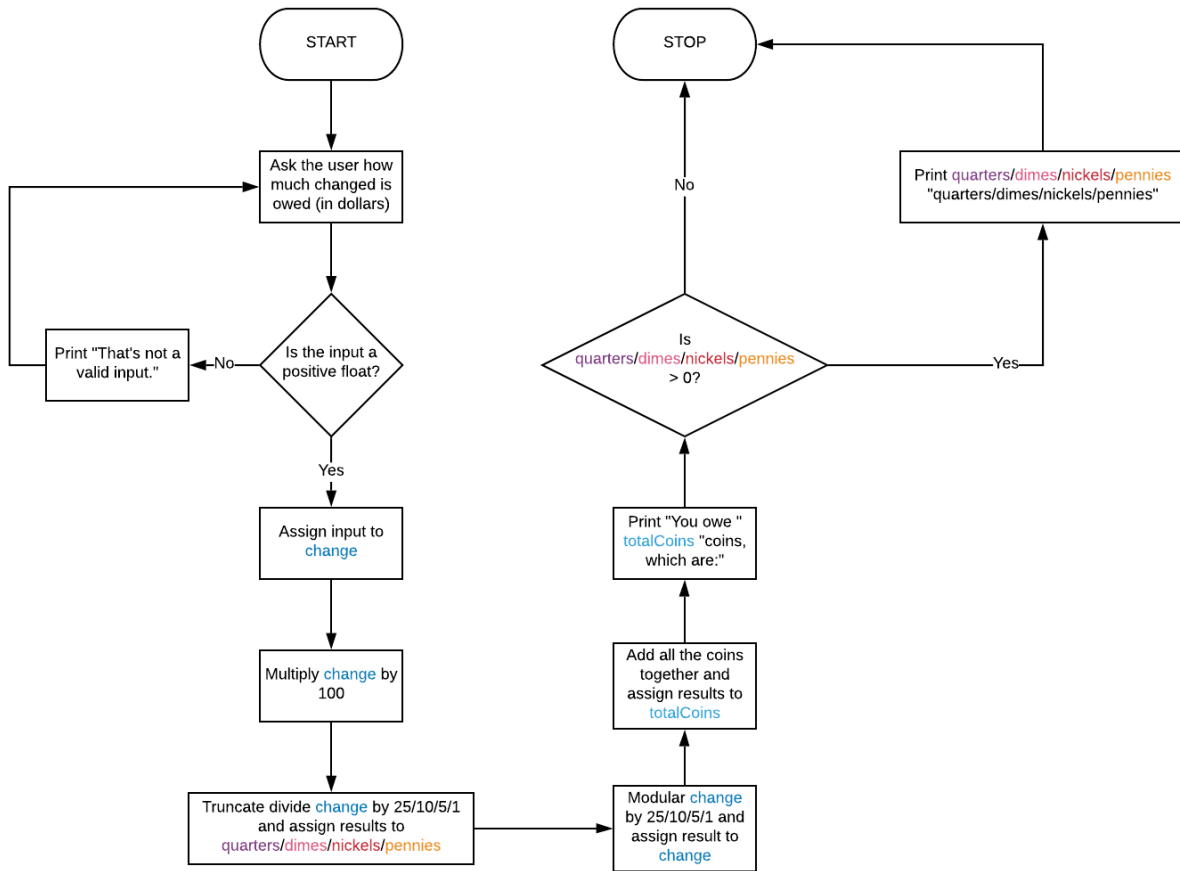 START
Ask the user how
much changed is
owed (in dollars)
Is the input a
positive float?
No
Print "That's not a
valid input."
Yes
Assign input to
change
Multiply change by
100
Truncate divide change by 25/10/5/1
and assign results to
quarters/dimes/nickels/pennies
Modular change
by 25/10/5/1 and
assign result to
change
Add all the coins
together and
assign results to
totalCoins
Print "You owe "
totalCoins "coins,
which are:"
Is
quarters/dimes/nickels/pennies
> 0?
No
Yes
Print quarters/dimes/nickels/pennies
"quarters/dimes/nickels/pennies"
STOP